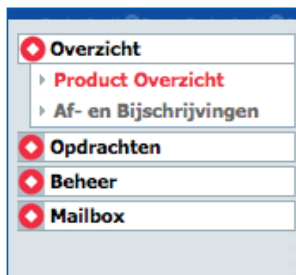 Overzicht
Product Overzicht
Af- en Bijschrijvingen
Opdrachten
Beheer
Mailbox